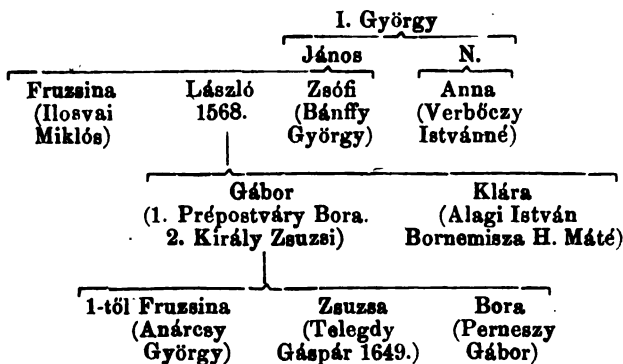 I. György
János N.
Fruzsina László Zsófi Anna
(Ilosvai 1568. (Bánffy (Verbőczy
Miklós) György) Istvánné)
Gábor Klára
(1. Prépostváry Bora. (Alagi István
2. Király Zsuzsi) Bornemisza H. Máté)
1-től Fruzsina Zsuzsa Bora
(Anárcsy (Telegdy (Perneszy
György) Gáspár 1649.) Gábor)